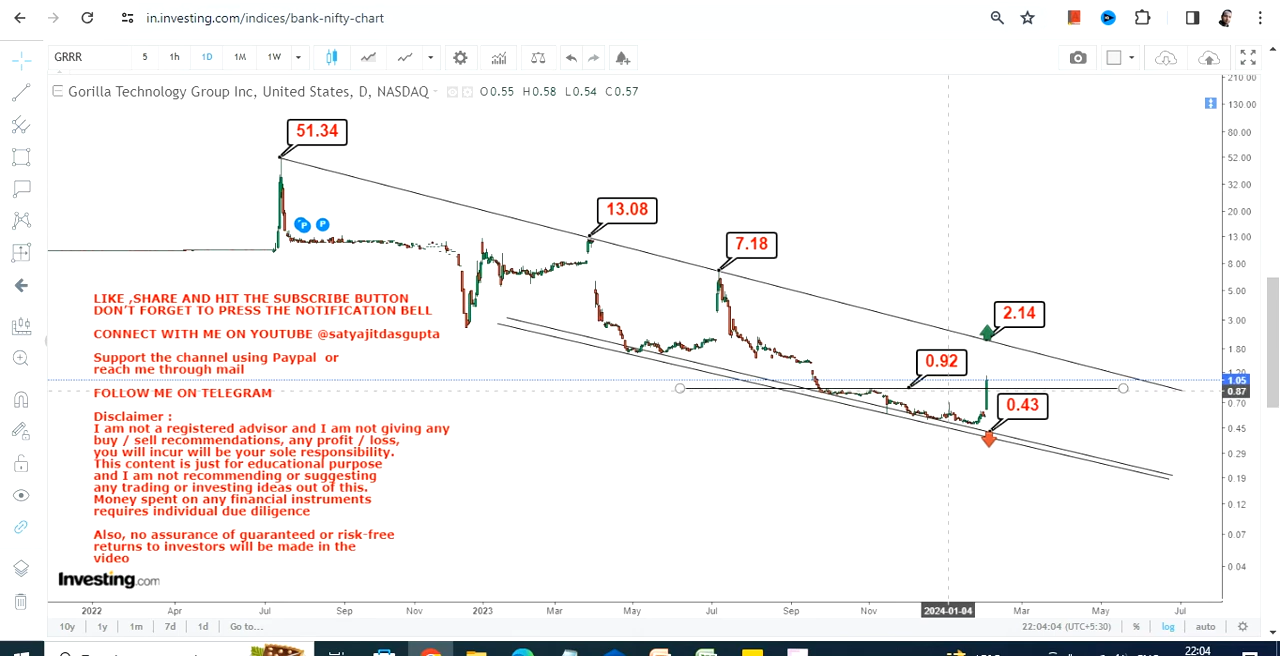 in.investing.com/indices/bank-nifty-chart
GRRR 5 1h 1D 1M 1W
Gorilla Technology Group Inc, United States, D, NASDAQ O0.55 H0.58 L0.54 C0.57
210.00
130.00
80.00
52.00
32.00
20.00
13.00
8.00
5.00
3.00
1.80
1.20
1.05
0.87
0.70
0.45
0.29
0.19
0.12
0.07
0.04
51.34
13.08
7.18
2.14
0.92
0.43
P P
LIKE ,SHARE AND HIT THE SUBSCRIBE BUTTON
DON'T FORGET TO PRESS THE NOTIFICATION BELL
CONNECT WITH ME ON YOUTUBE @satyajitdasgupta
Support the channel using Paypal or
reach me through mail
FOLLOW ME ON TELEGRAM
Disclaimer :
I am not a registered advisor and I am not giving any
buy / sell recommendations, any profit / loss,
you will incur will be your sole responsibility.
This content is just for educational purpose
and I am not recommending or suggesting
any trading or investing ideas out of this.
Money spent on any financial instruments
requires individual due diligence
Also, no assurance of guaranteed or risk-free
returns to investors will be made in the
video
Investing.com
2022 Apr Jul Sep Nov 2023 Mar May Jul Sep Nov 2024-01-04 Mar May Jul
10y 1y 1m 7d 1d Go to... 22:04:04 (UTC+5:30) % log auto
22:04